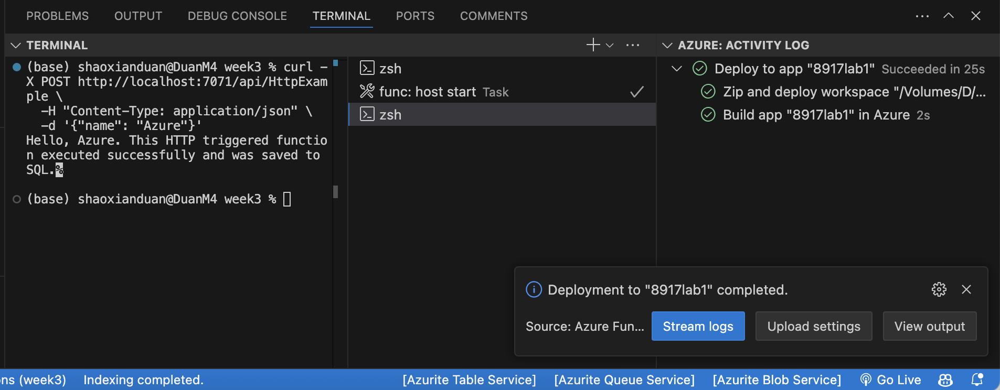 PROBLEMS OUTPUT DEBUG CONSOLE TERMINAL PORTS COMMENTS
TERMINAL
(base) shaoxianduan@DuanM4 week3 % curl -
X POST http://localhost:7071/api/HttpExam
ple \
-H "Content-Type: application/json" \
-d '{"name": "Azure"}'
Hello, Azure. This HTTP triggered functio
n executed successfully and was saved to
SQL.%
(base) shaoxianduan@DuanM4 week3 %
zsh
func: host start Task
zsh
AZURE: ACTIVITY LOG
Deploy to app "8917lab1" Succeeded in 25s
Zip and deploy workspace "/Volumes/D/...
Build app "8917lab1" in Azure 2s
Deployment to "8917lab1" completed.
Source: Azure Fun... Stream logs Upload settings View output
ons (week3) Indexing completed. [Azurite Table Service] [Azurite Queue Service] [Azurite Blob Service] Go Live